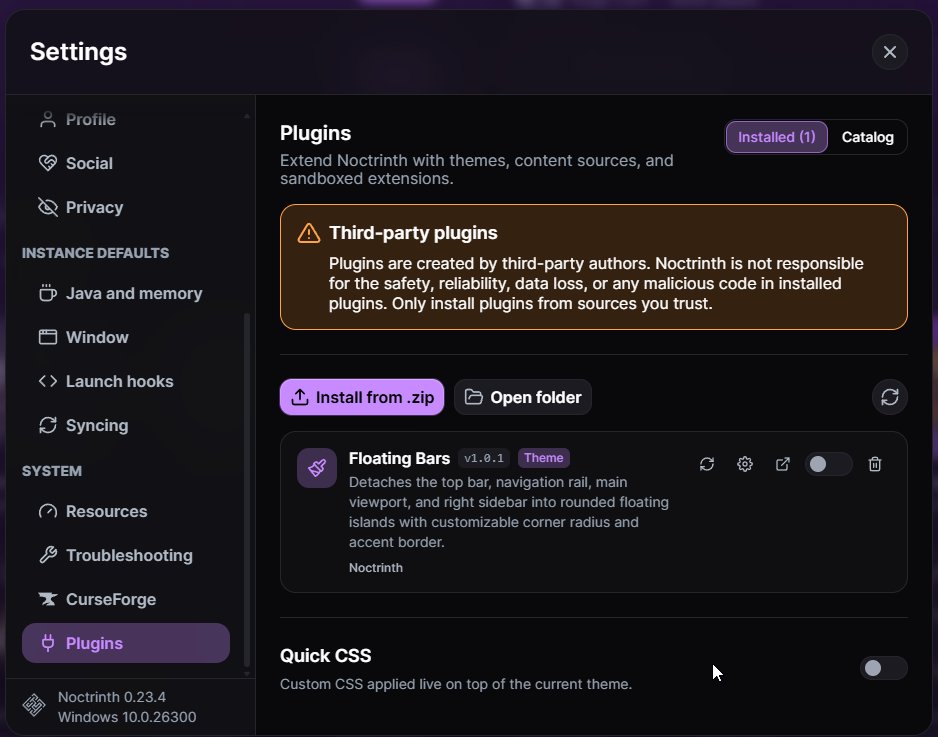 Settings
Profile
Social
Privacy
INSTANCE DEFAULTS
Java and memory
Window
Launch hooks
Syncing
SYSTEM
Resources
Troubleshooting
CurseForge
Plugins
Noctrinth 0.23.4
Windows 10.0.26300
Plugins
Extend Noctrinth with themes, content sources, and
sandboxed extensions.
Installed (1)
Catalog
Third-party plugins
Plugins are created by third-party authors. Noctrinth is not responsible
for the safety, reliability, data loss, or any malicious code in installed
plugins. Only install plugins from sources you trust.
Install from .zip
Open folder
Floating Bars v1.0.1 Theme
Detaches the top bar, navigation rail, main
viewport, and right sidebar into rounded floating
islands with customizable corner radius and
accent border.
Noctrinth
Quick CSS
Custom CSS applied live on top of the current theme.